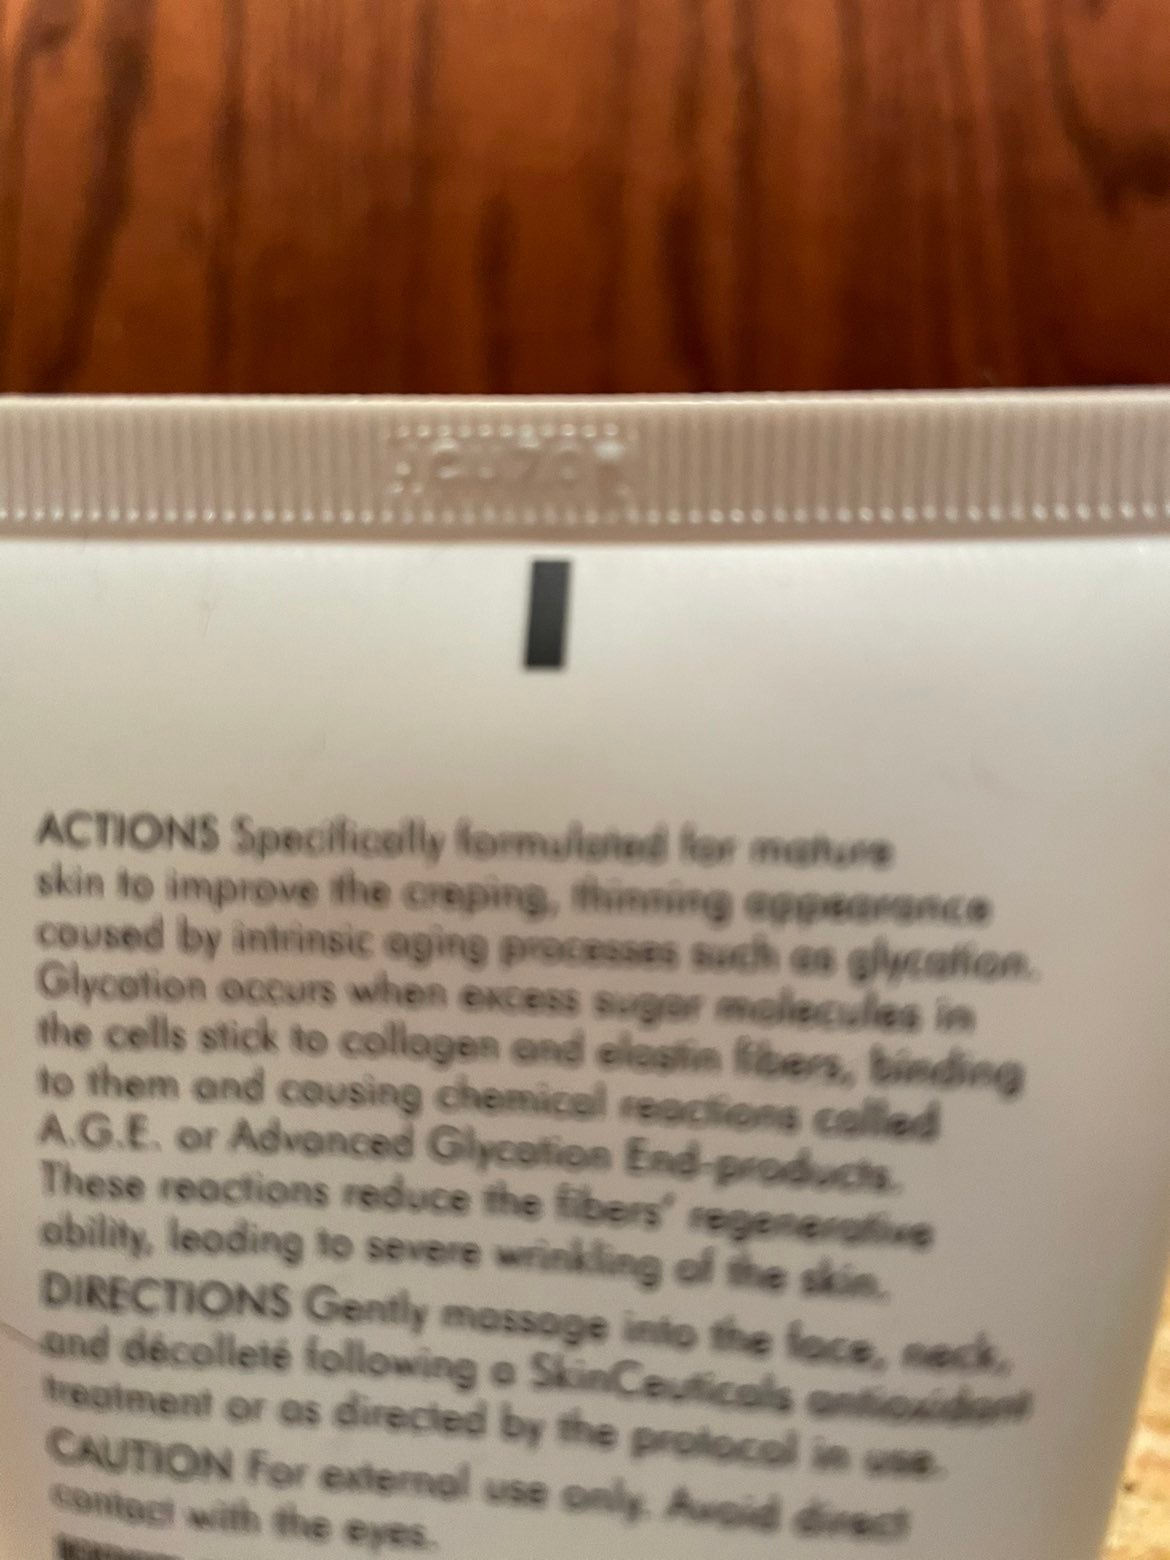 ACTIONS Specifically formulated for mature
skin to improve the creping, thinning appearance
caused by intrinsic aging processes such as glycation.
Glycation occurs when excess sugar molecules in
the cells stick to collagen and elastin fibers, binding
to them and causing chemical reactions called
A.G.E. or Advanced Glycation End-products.
These reactions reduce the fibers' regenerative
ability, leading to severe wrinkling of the skin.
DIRECTIONS Gently massage into the face, neck,
and décolleté following a SkinCeuticals antioxidant
treatment or as directed by the protocol in use.
CAUTION For external use only. Avoid direct
contact with the eyes.